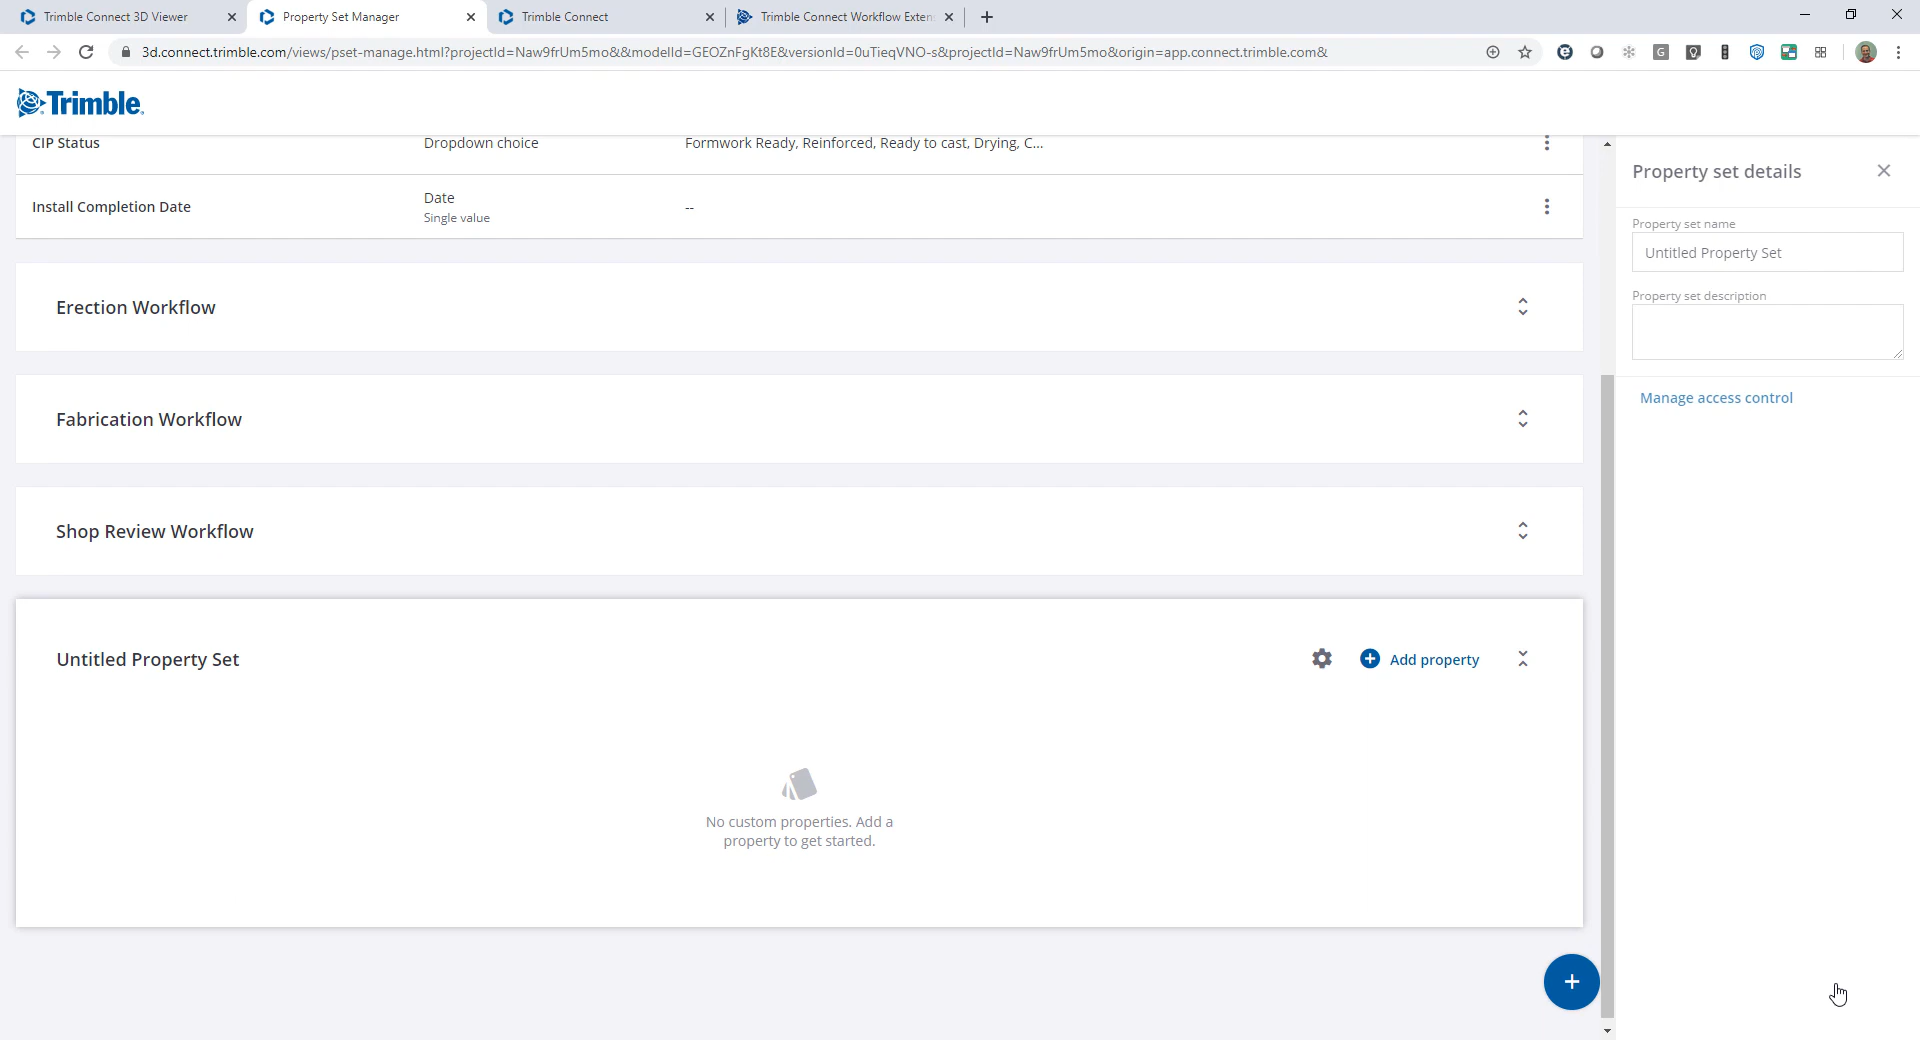 Trimble Connect 3D Viewer
Property Set Manager
Trimble Connect
Trimble Connect Workflow Exten
3d.connect.trimble.com/views/pset-manage.html?projectId=Naw9frUm5mo&&modelId=GEOZnFgKt8E&versionId=0uTieqVNO-s&projectId=Naw9frUm5mo&origin=app.connect.trimble.com&
Trimble
CIP Status
Dropdown choice
Formwork Ready, Reinforced, Ready to cast, Drying, C...
Install Completion Date
Date
Single value
--
Erection Workflow
Fabrication Workflow
Shop Review Workflow
Untitled Property Set
Add property
No custom properties. Add a
property to get started.
Property set details
Property set name
Untitled Property Set
Property set description
Manage access control